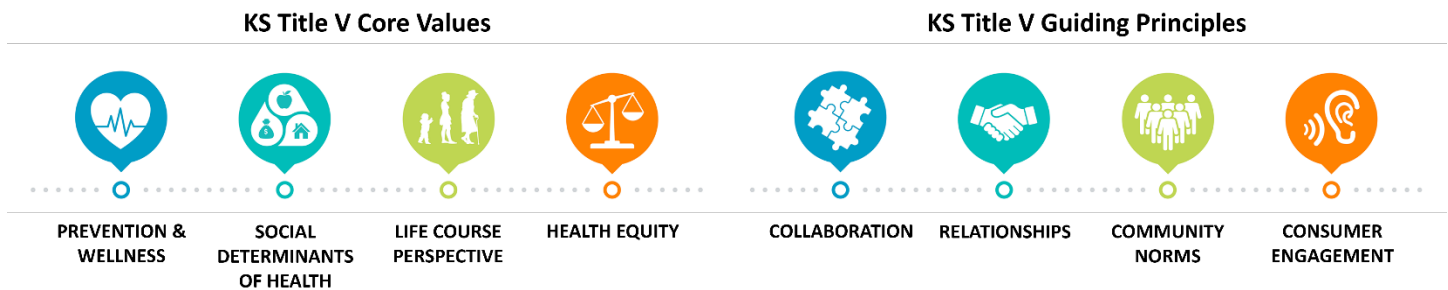 KS Title V Core Values
PREVENTION &
WELLNESS
SOCIAL
DETERMINANTS
OF HEALTH
LIFE COURSE
PERSPECTIVE
HEALTH EQUITY
KS Title V Guiding Principles
COLLABORATION
RELATIONSHIPS
COMMUNITY
NORMS
CONSUMER
ENGAGEMENT
$